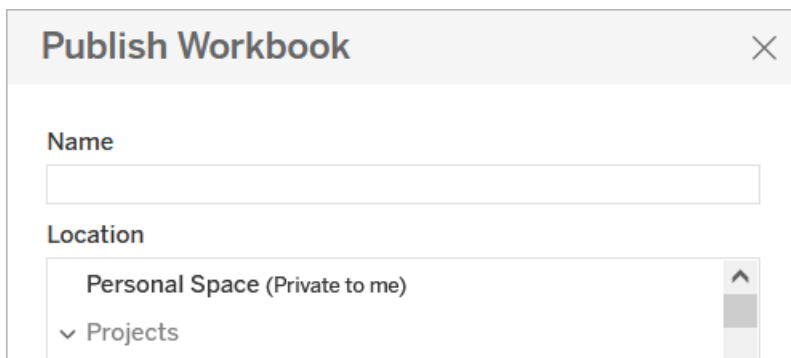 Publish Workbook
Name
Location
Personal Space (Private to me)
Projects